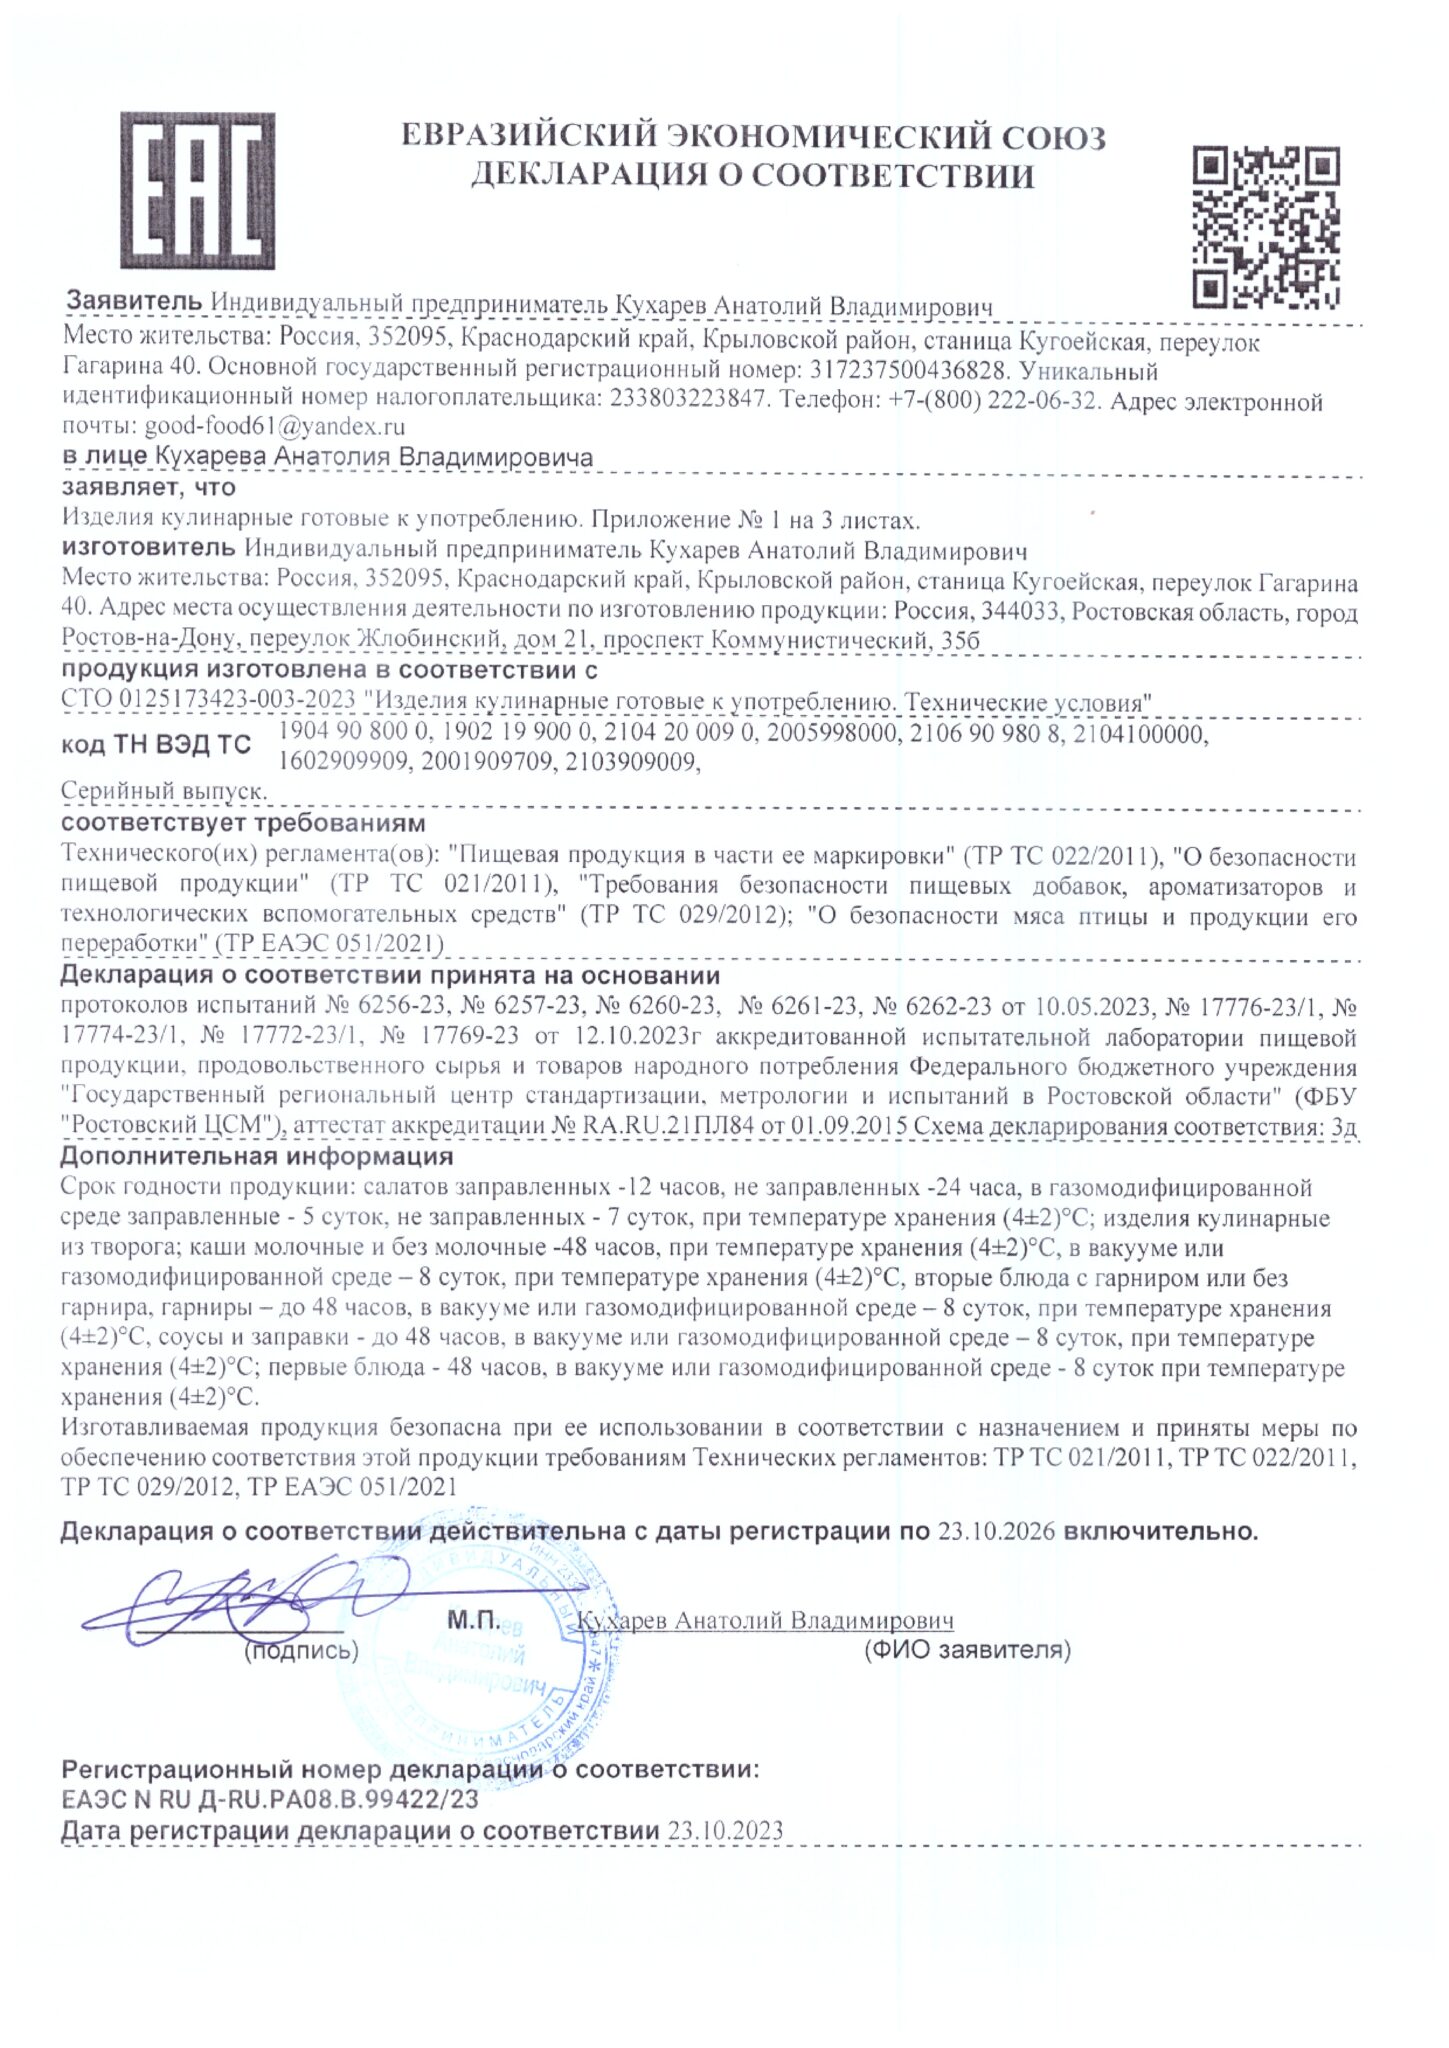 ЕАС
ЕВРАЗИЙСКИЙ ЭКОНОМИЧЕСКИЙ СОЮЗ
ДЕКЛАРАЦИЯ О СООТВЕТСТВИИ
Заявитель Индивидуальный предприниматель Кухарев Анатолий Владимирович
Место жительства: Россия, 352095, Краснодарский край, Крыловской район, станица Кугоейская, переулок
Гагарина 40. Основной государственный регистрационный номер: 317237500436828. Уникальный
идентификационный номер налогоплательщика: 233803223847. Телефон: +7-(800) 222-06-32. Адрес электронной
почты: good-food61@yandex.ru
в лице Кухарева Анатолия Владимировича
заявляет, что
Изделия кулинарные готовые к употреблению. Приложение № 1 на 3 листах.
изготовитель Индивидуальный предприниматель Кухарев Анатолий Владимирович
Место жительства: Россия, 352095, Краснодарский край, Крыловской район, станица Кугоейская, переулок Гагарина
40. Адрес места осуществления деятельности по изготовлению продукции: Россия, 344033, Ростовская область, город
Ростов-на-Дону, переулок Жлобинский, дом 21, проспект Коммунистический, 35б
продукция изготовлена в соответствии с
СТО 0125173423-003-2023 "Изделия кулинарные готовые к употреблению. Технические условия"
код ТН ВЭД ТС 1904 90 800 0, 1902 19 900 0, 2104 20 009 0, 2005998000, 2106 90 980 8, 2104100000,
1602909909, 2001909709, 2103909009,
Серийный выпуск.
соответствует требованиям
Технического(их) регламента(ов): "Пищевая продукция в части ее маркировки" (ТР ТС 022/2011), "О безопасности
пищевой продукции" (ТР ТС 021/2011), "Требования безопасности пищевых добавок, ароматизаторов и
технологических вспомогательных средств" (ТР ТС 029/2012); "О безопасности мяса птицы и продукции его
переработки" (ТР ЕАЭС 051/2021)
Декларация о соответствии принята на основании
протоколов испытаний № 6256-23, № 6257-23, № 6260-23, № 6261-23, № 6262-23 от 10.05.2023, № 17776-23/1, №
17774-23/1, № 17772-23/1, № 17769-23 от 12.10.2023г аккредитованной испытательной лаборатории пищевой
продукции, продовольственного сырья и товаров народного потребления Федерального бюджетного учреждения
"Государственный региональный центр стандартизации, метрологии и испытаний в Ростовской области" (ФБУ
"Ростовский ЦСМ"), аттестат аккредитации № RA.RU.21ПЛ84 от 01.09.2015 Схема декларирования соответствия: 3д
Дополнительная информация
Срок годности продукции: салатов заправленных -12 часов, не заправленных -24 часа, в газомодифицированной
среде заправленные - 5 суток, не заправленных - 7 суток, при температуре хранения (4±2)°С; изделия кулинарные
из творога; каши молочные и без молочные -48 часов, при температуре хранения (4±2)°С, в вакууме или
газомодифицированной среде – 8 суток, при температуре хранения (4±2)°С, вторые блюда с гарниром или без
гарнира, гарниры – до 48 часов, в вакууме или газомодифицированной среде – 8 суток, при температуре хранения
(4±2)°С, соусы и заправки - до 48 часов, в вакууме или газомодифицированной среде – 8 суток, при температуре
хранения (4±2)°С; первые блюда - 48 часов, в вакууме или газомодифицированной среде - 8 суток при температуре
хранения (4±2)°С.
Изготавливаемая продукция безопасна при ее использовании в соответствии с назначением и приняты меры по
обеспечению соответствия этой продукции требованиям Технических регламентов: ТР ТС 021/2011, ТР ТС 022/2011,
ТР ТС 029/2012, ТР ЕАЭС 051/2021
Декларация о соответствии действительна с даты регистрации по 23.10.2026 включительно.
М.П. Кухарев Анатолий Владимирович
(подпись) (ФИО заявителя)
Анатолий
Владимирович
Краснодарский край
Регистрационный номер декларации о соответствии:
ЕАЭС N RU Д-RU.РА08.В.99422/23
Дата регистрации декларации о соответствии 23.10.2023